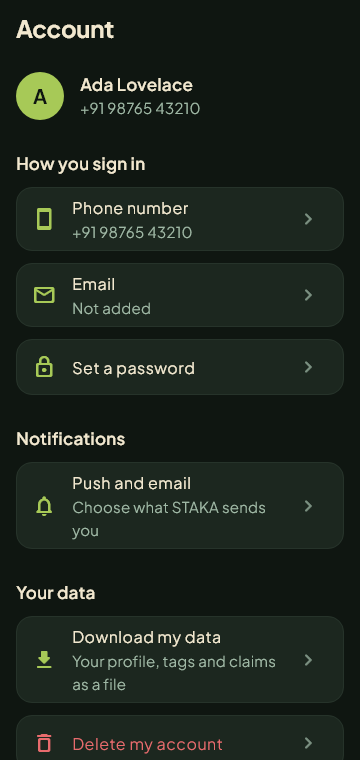 Account
A
Ada Lovelace
+91 98765 43210
How you sign in
Phone number
+91 98765 43210
Email
Not added
Set a password
Notifications
Push and email
Choose what STAKA sends
you
Your data
Download my data
Your profile, tags and claims
as a file
Delete my account